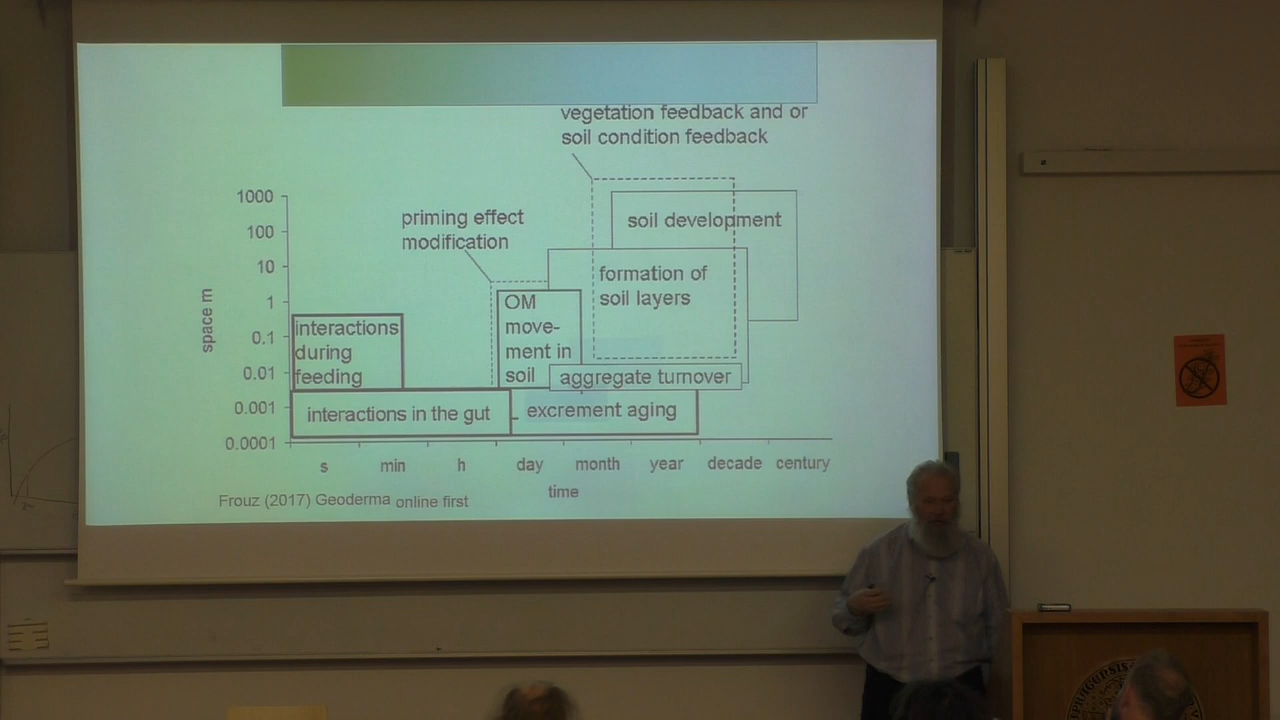 vegetation feedback and or
soil condition feedback
priming effect
modification
soil development
formation of
soil layers
OM
move-
ment in
soil
interactions
during
feeding
aggregate turnover
interactions in the gut
excrement aging
space m
1000
100
10
1
0.1
0.01
0.001
0.0001
s min h day month year decade century
time
Frouz (2017) Geoderma online first